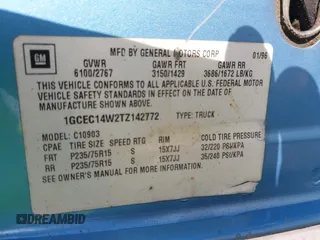 GM
MFD BY GENERAL MOTORS CORP 01/96
GVWR GAWR FRT GAWR RR
6100/2767 3150/1429 3686/1672 LB/KG
THIS VEHICLE CONFORMS TO ALL APPLICABLE U.S. FEDERAL MOTOR
VEHICLE SAFETY STANDARDS IN EFFECT ON THE DATE OF
MANUFACTURE SHOWN ABOVE.
1GCEC14W2TZ142772 TYPE: TRUCK
MODEL: C10903
CPAE TIRE SIZE SPEED RTG RIM COLD TIRE PRESSURE
FRT P235/75R15 S 15X7JJ 32/220 PSI/KPA
RR P235/75R15 S 15X7JJ 35/240 PSI/KPA
SEE OWNER'S MANUAL FOR MORE INFORMATION
DREAMBID